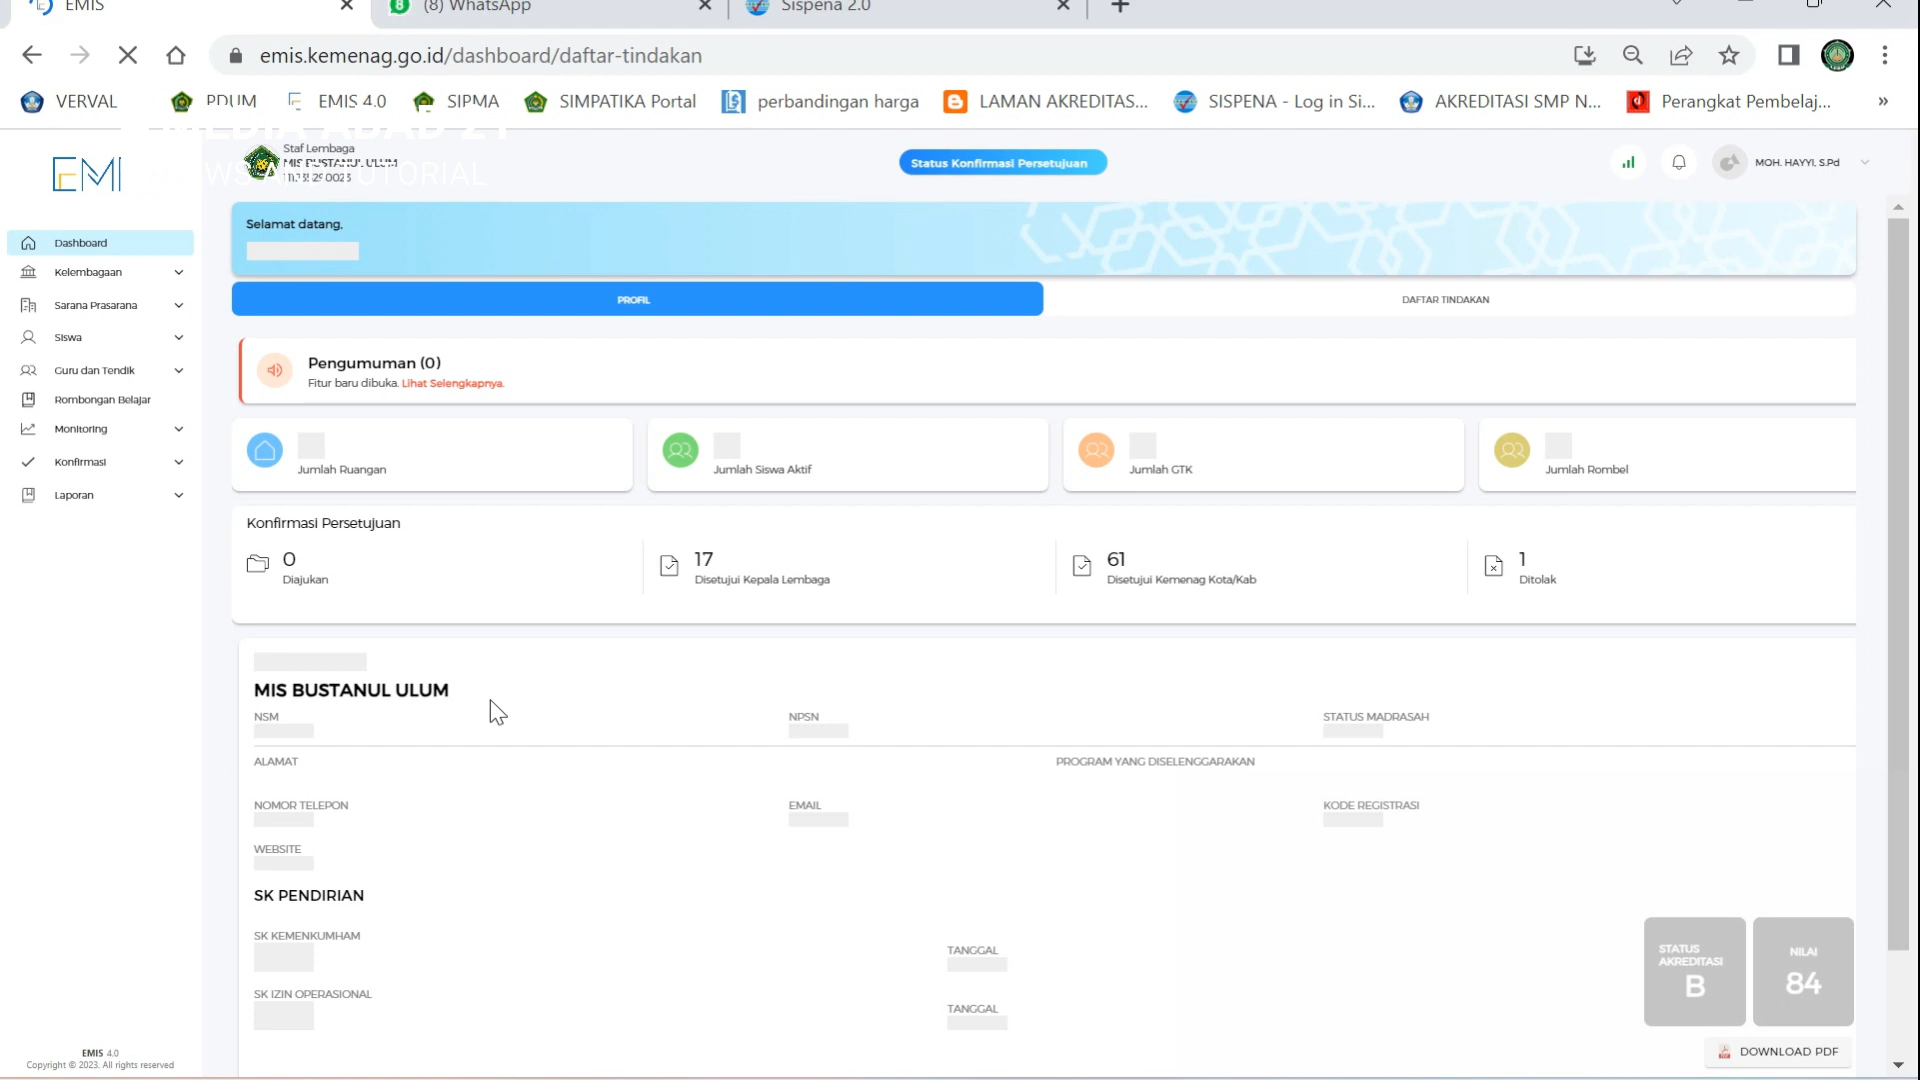 EMIS
(8) WhatsApp
Sispena 2.0
emis.kemenag.go.id/dashboard/daftar-tindakan
VERVAL
PDUM
EMIS 4.0
SIPMA
SIMPATIKA Portal
perbandingan harga
LAMAN AKREDITAS...
SISPENA - Log in Si...
AKREDITASI SMP N...
Perangkat Pembelaj...
»
MEDIA ABAD 21
TUTORIAL
EMI
Staf Lembaga
MIS BUSTANUL ULUM
Status Konfirmasi Persetujuan
MOH. HAYYI, S.Pd
Dashboard
Kelembagaan
Sarana Prasarana
Siswa
Guru dan Tendik
Rombongan Belajar
Monitoring
Konfirmasi
Laporan
Selamat datang,
PROFIL
DAFTAR TINDAKAN
Pengumuman (0)
Fitur baru dibuka. Lihat Selengkapnya.
Jumlah Ruangan
Jumlah Siswa Aktif
Jumlah GTK
Jumlah Rombel
Konfirmasi Persetujuan
0
Diajukan
17
Disetujui Kepala Lembaga
61
Disetujui Kemenag Kota/Kab
1
Ditolak
MIS BUSTANUL ULUM
NSM
NPSN
STATUS MADRASAH
ALAMAT
PROGRAM YANG DISELENGGARAKAN
NOMOR TELEPON
EMAIL
KODE REGISTRASI
WEBSITE
SK PENDIRIAN
SK KEMENKUMHAM
TANGGAL
SK IZIN OPERASIONAL
TANGGAL
STATUS
AKREDITASI
B
NILAI
84
DOWNLOAD PDF
EMIS 4.0
Copyright © 2023. All rights reserved